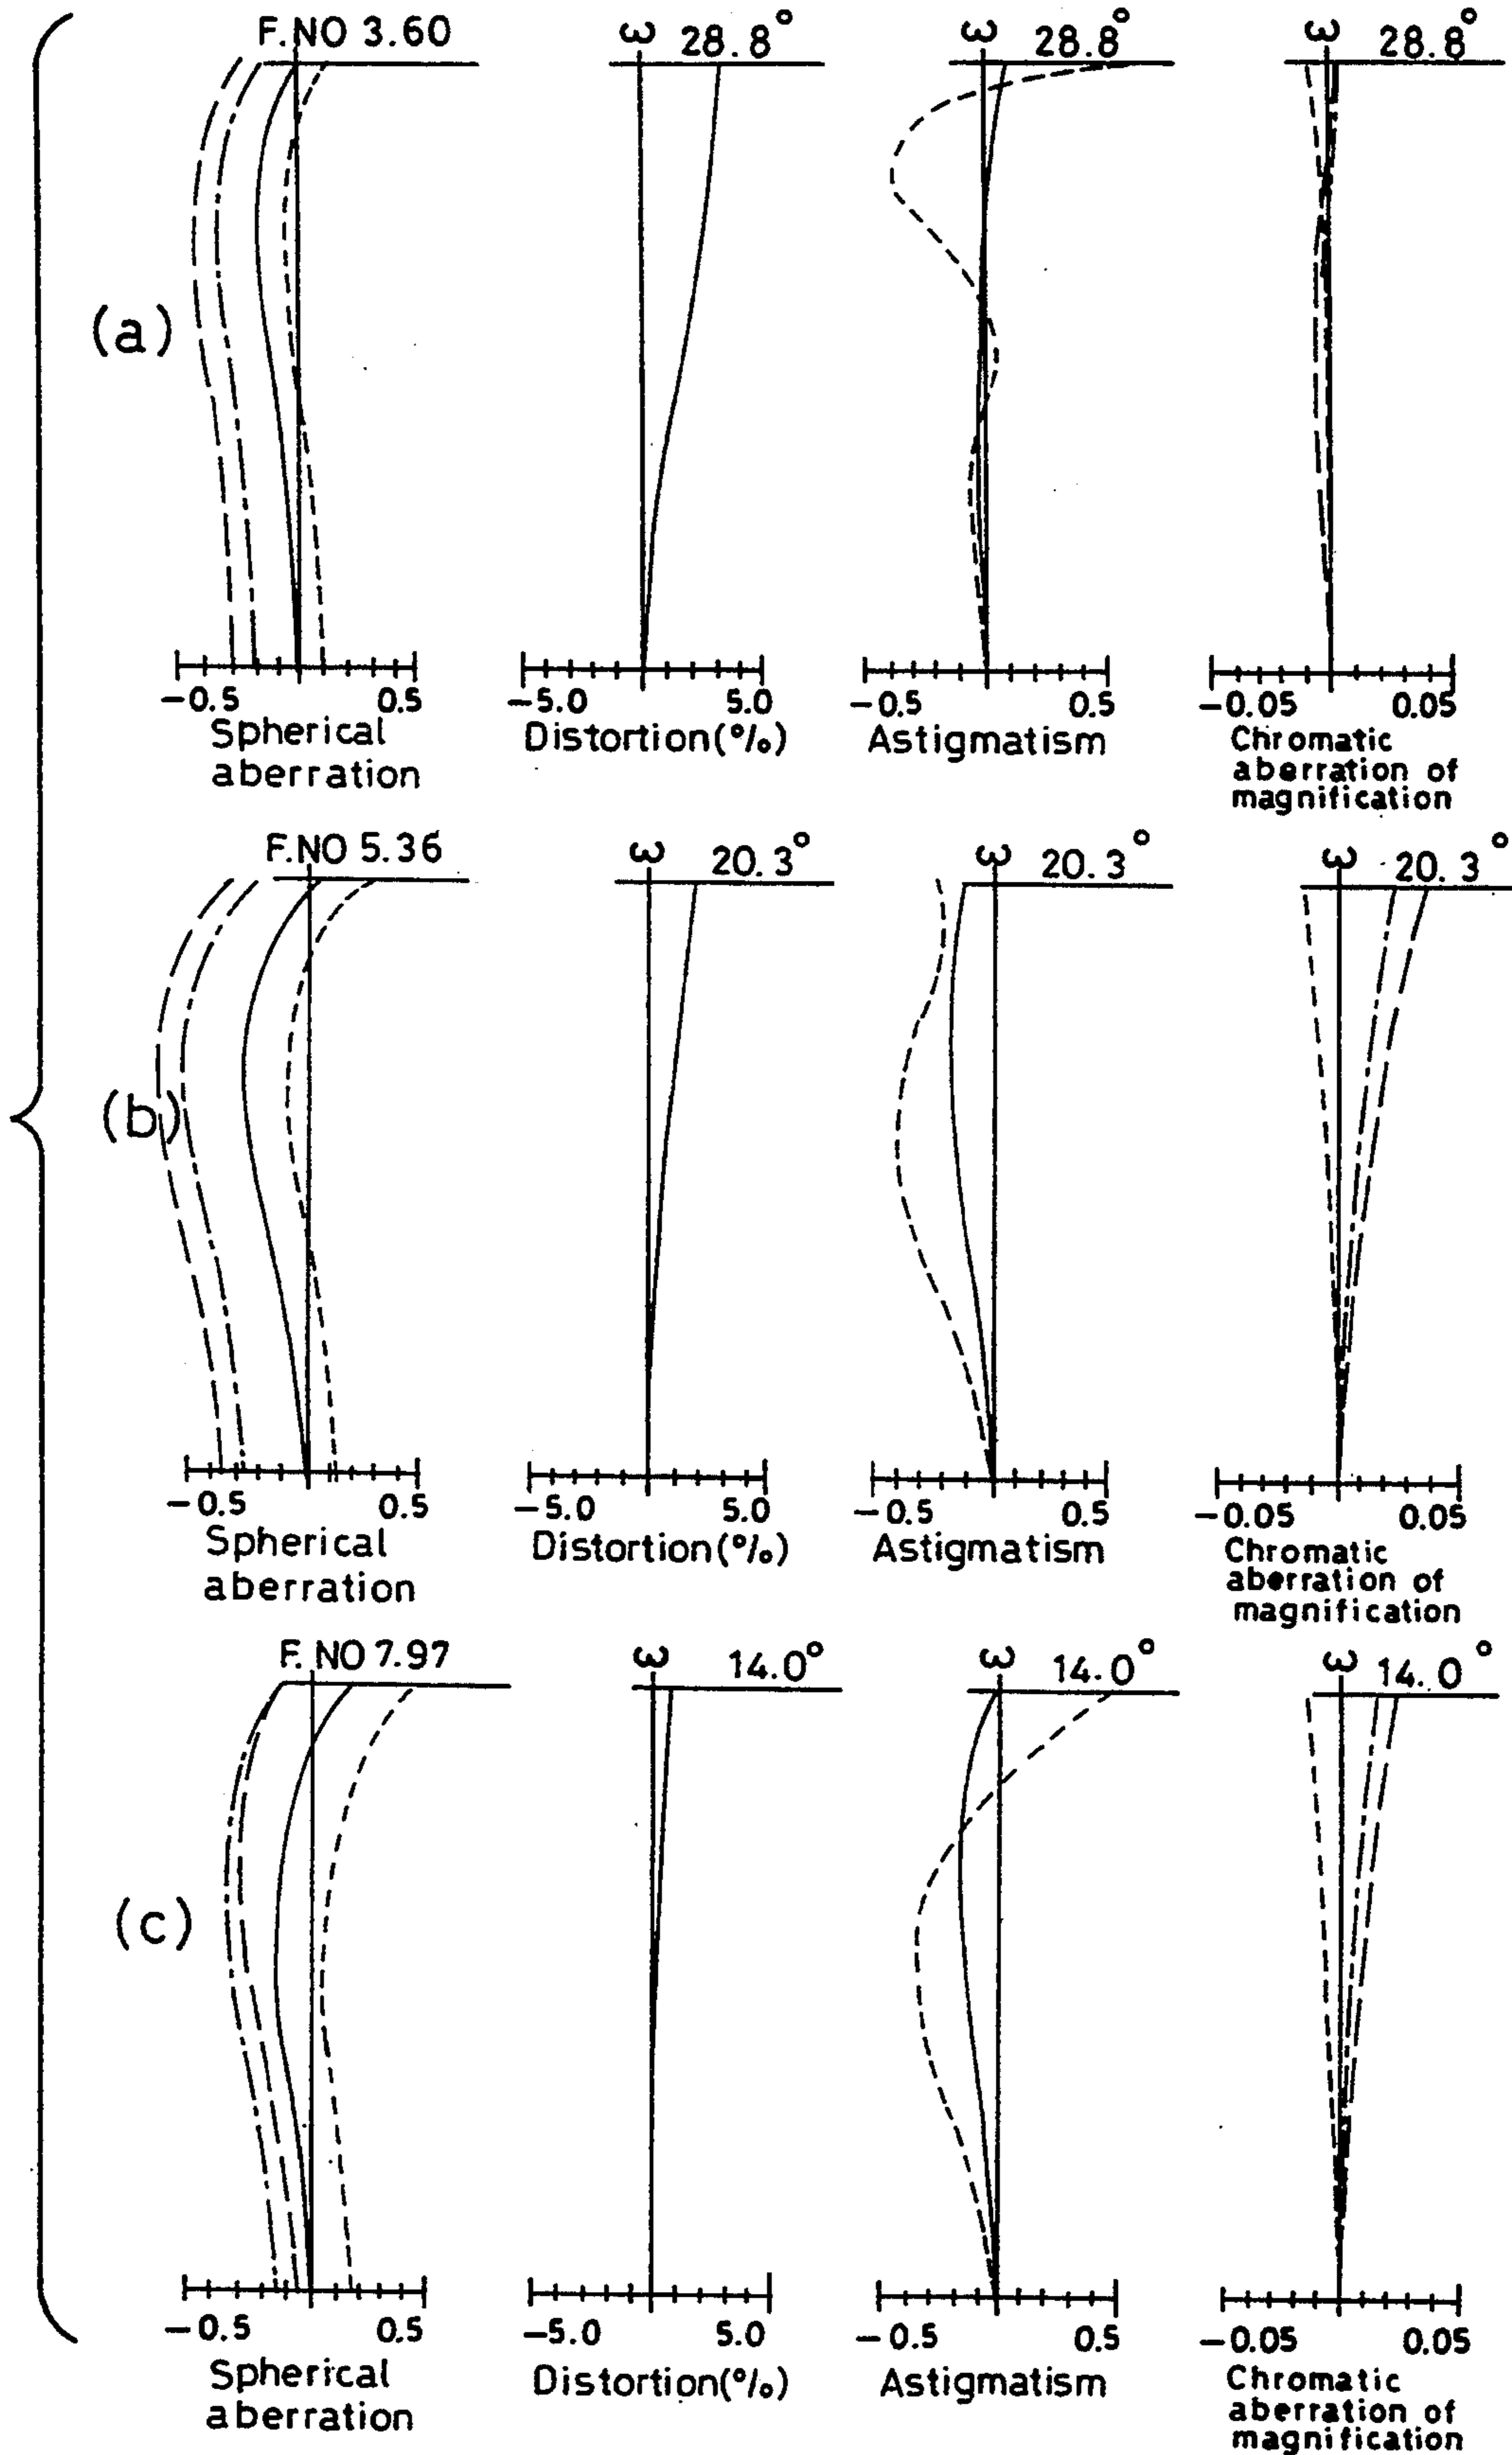 F.NO 3.60
ω 28.8°
ω 28.8°
ω 28.8°
(a)
−0.5 0.5
Spherical
aberration
−5.0 5.0
Distortion(%)
−0.5 0.5
Astigmatism
−0.05 0.05
Chromatic
aberration of
magnification
F.NO 5.36
ω 20.3°
ω 20.3°
ω 20.3°
(b)
−0.5 0.5
Spherical
aberration
−5.0 5.0
Distortion(%)
−0.5 0.5
Astigmatism
−0.05 0.05
Chromatic
aberration of
magnification
F.NO 7.97
ω 14.0°
ω 14.0°
ω 14.0°
(c)
−0.5 0.5
Spherical
aberration
−5.0 5.0
Distortion(%)
−0.5 0.5
Astigmatism
−0.05 0.05
Chromatic
aberration of
magnification